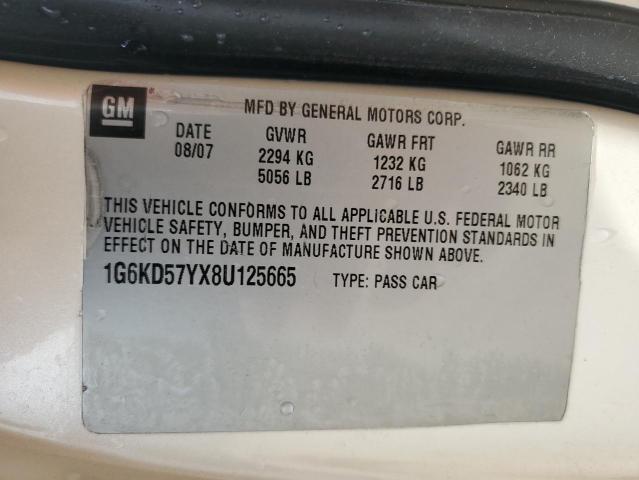 GM
MFD BY GENERAL MOTORS CORP.
DATE GVWR GAWR FRT GAWR RR
08/07 2294 KG 1232 KG 1062 KG
5056 LB 2716 LB 2340 LB
THIS VEHICLE CONFORMS TO ALL APPLICABLE U.S. FEDERAL MOTOR
VEHICLE SAFETY, BUMPER, AND THEFT PREVENTION STANDARDS IN
EFFECT ON THE DATE OF MANUFACTURE SHOWN ABOVE.
1G6KD57YX8U125665 TYPE: PASS CAR